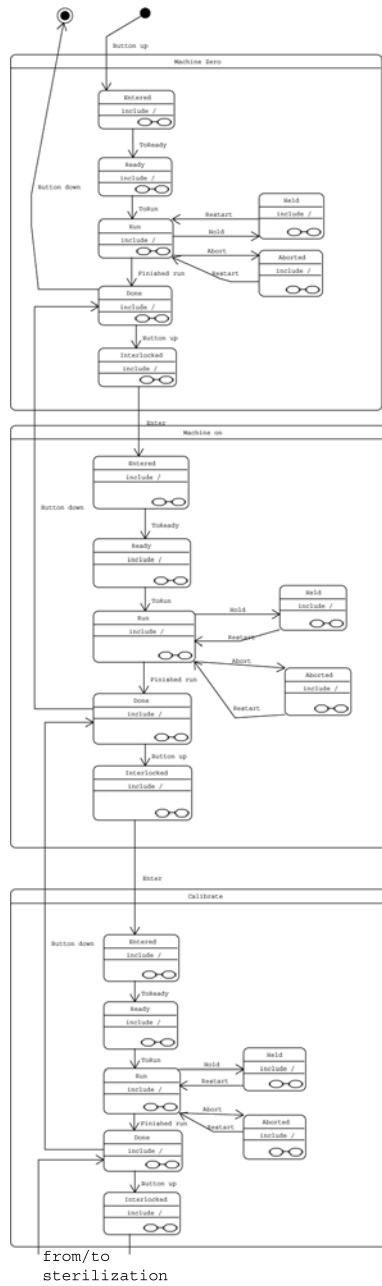 Button up
Machine Zero
Entered
include /
ToReady
Ready
include /
Button down
ToRun
Held
include /
Restart
Run
include /
Hold
Abort
Aborted
include /
Restart
Finished run
Done
include /
Button up
Interlocked
include /
Enter
Machine on
Entered
include /
Button down
ToReady
Ready
include /
ToRun
Held
include /
Hold
Run
include /
Restart
Abort
Aborted
include /
Finished run
Restart
Done
include /
Button up
Interlocked
include /
Enter
Calibrate
Button down
Entered
include /
ToReady
Ready
include /
ToRun
Held
include /
Hold
Run
include /
Restart
Abort
Aborted
include /
Finished run
Restart
Done
include /
Button up
Interlocked
include /
from/to
sterilization